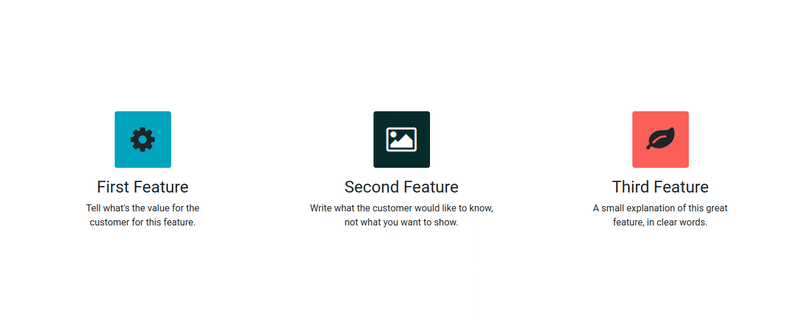 First Feature
Tell what's the value for the
customer for this feature.
Second Feature
Write what the customer would like to know,
not what you want to show.
Third Feature
A small explanation of this great
feature, in clear words.